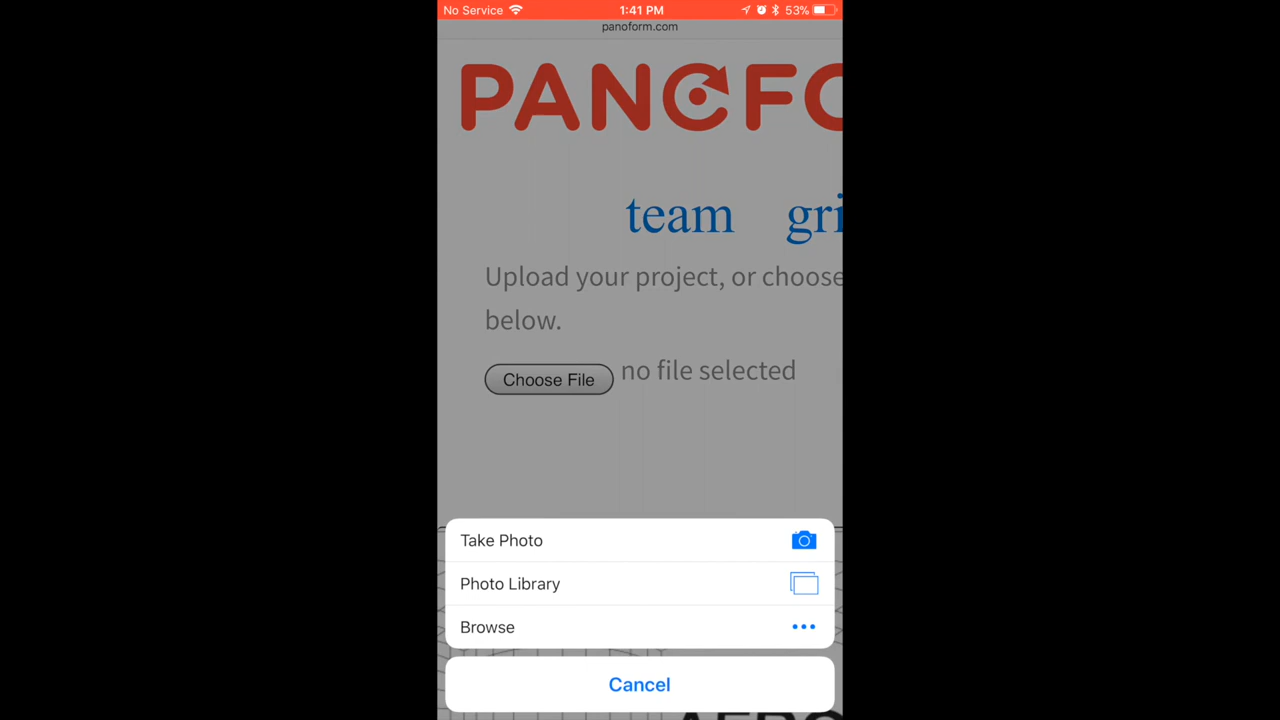 No Service 1:41 PM 53%
panoform.com
PANOFO
team gri
Upload your project, or choose
below.
Choose File no file selected
Take Photo
Photo Library
Browse
Cancel